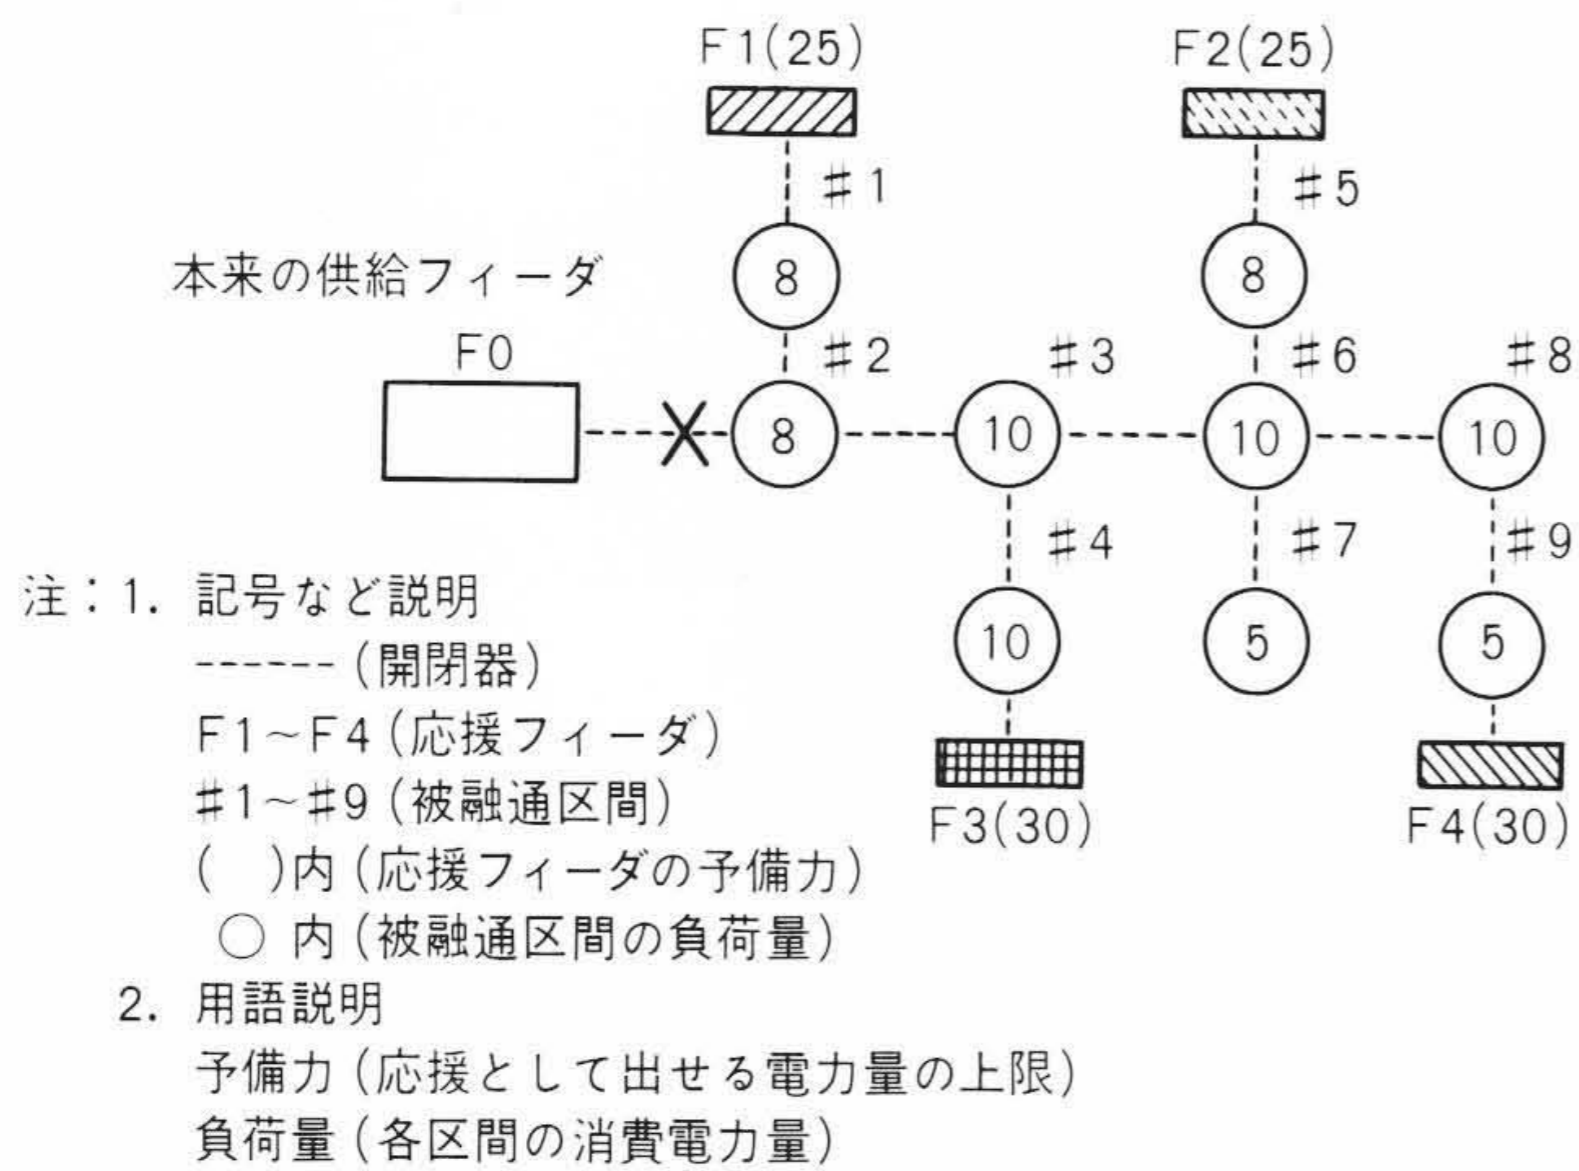 F1(25)
F2(25)
#1
#5
本来の供給フィーダ
8
8
F0
#2
#3
#6
#8
8
10
10
10
#4
#7
#9
10
5
5
F3(30)
F4(30)
注:1. 記号など説明
------(開閉器)
F1~F4(応援フィーダ)
#1~#9(被融通区間)
( )内(応援フィーダの予備力)
○ 内(被融通区間の負荷量)
2. 用語説明
予備力(応援として出せる電力量の上限)
負荷量(各区間の消費電力量)